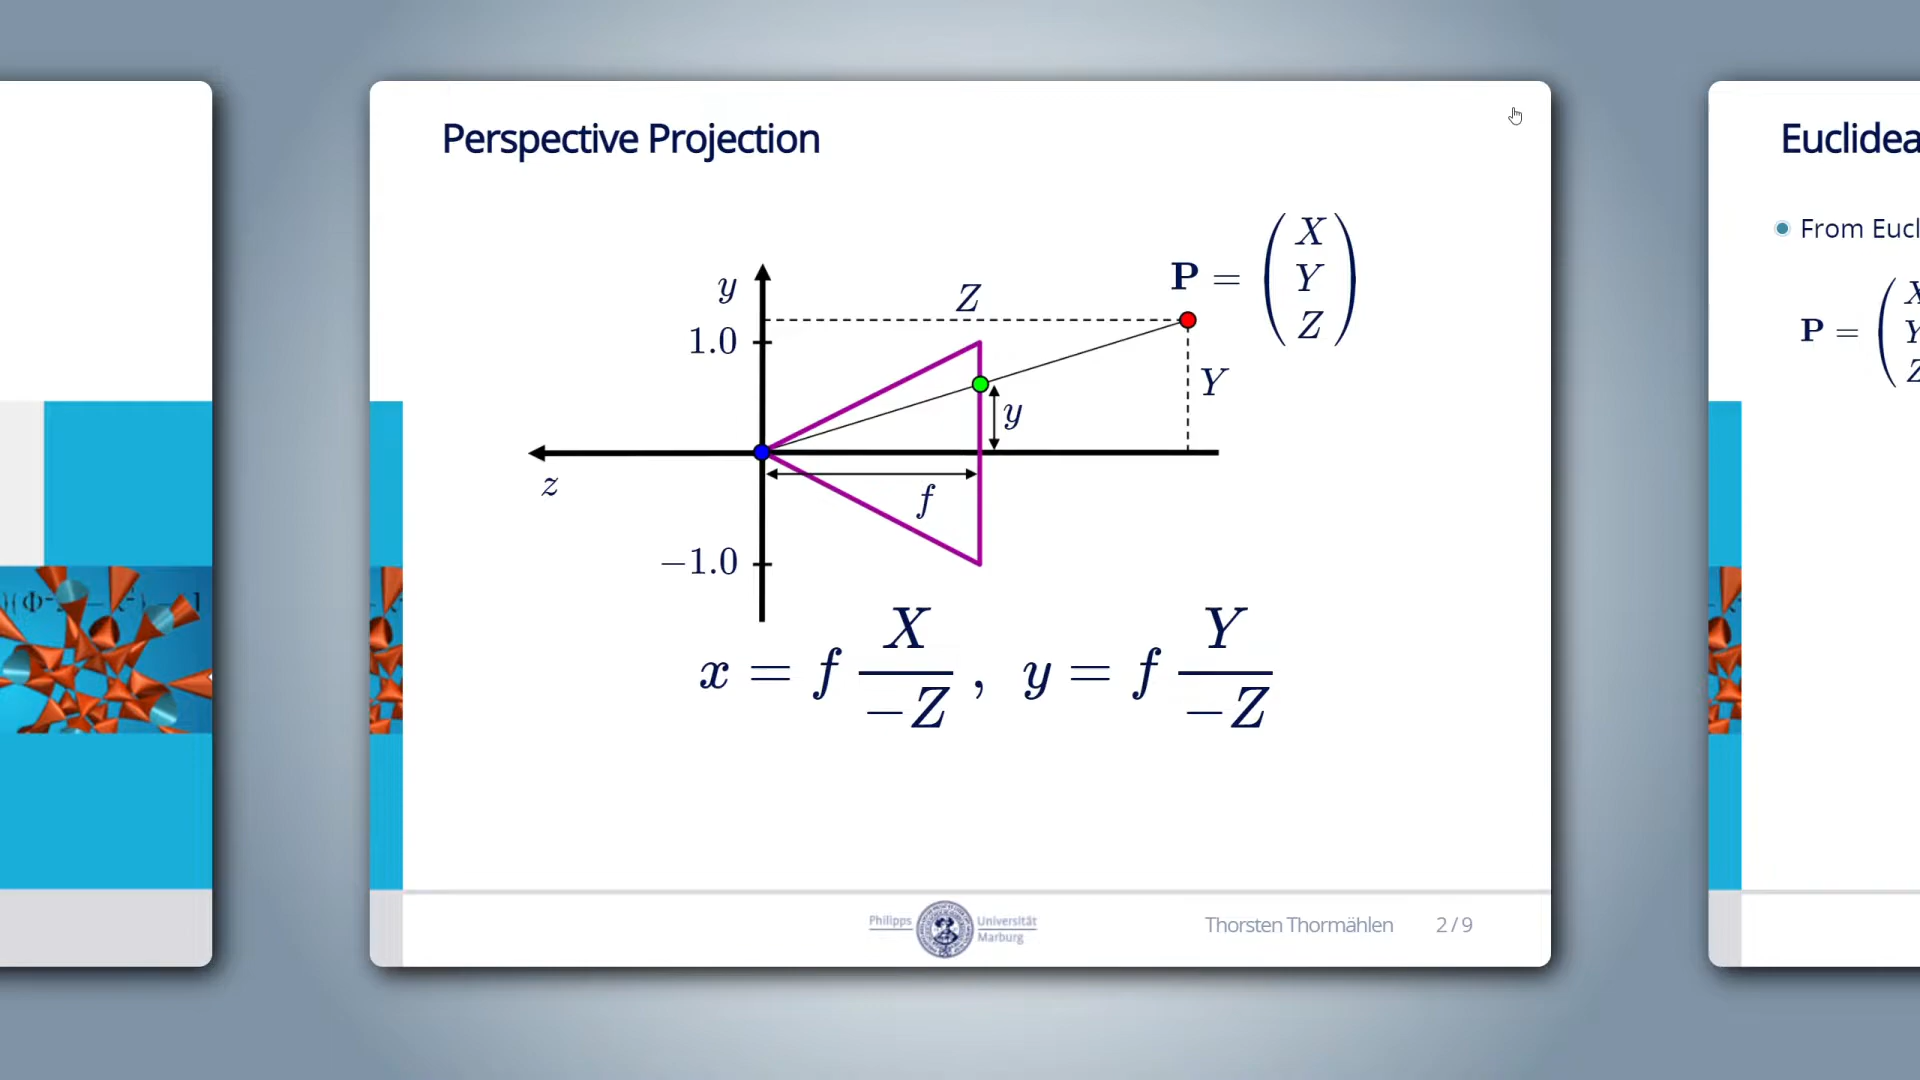 Perspective Projection
P = ( X Y Z )
y
Z
1.0
Y
y
z
f
−1.0
x = f X / −Z , y = f Y / −Z
Philipps Universität
Marburg
Thorsten Thormählen 2 / 9
Euclidea
From Eucl
P = ( X Y Z